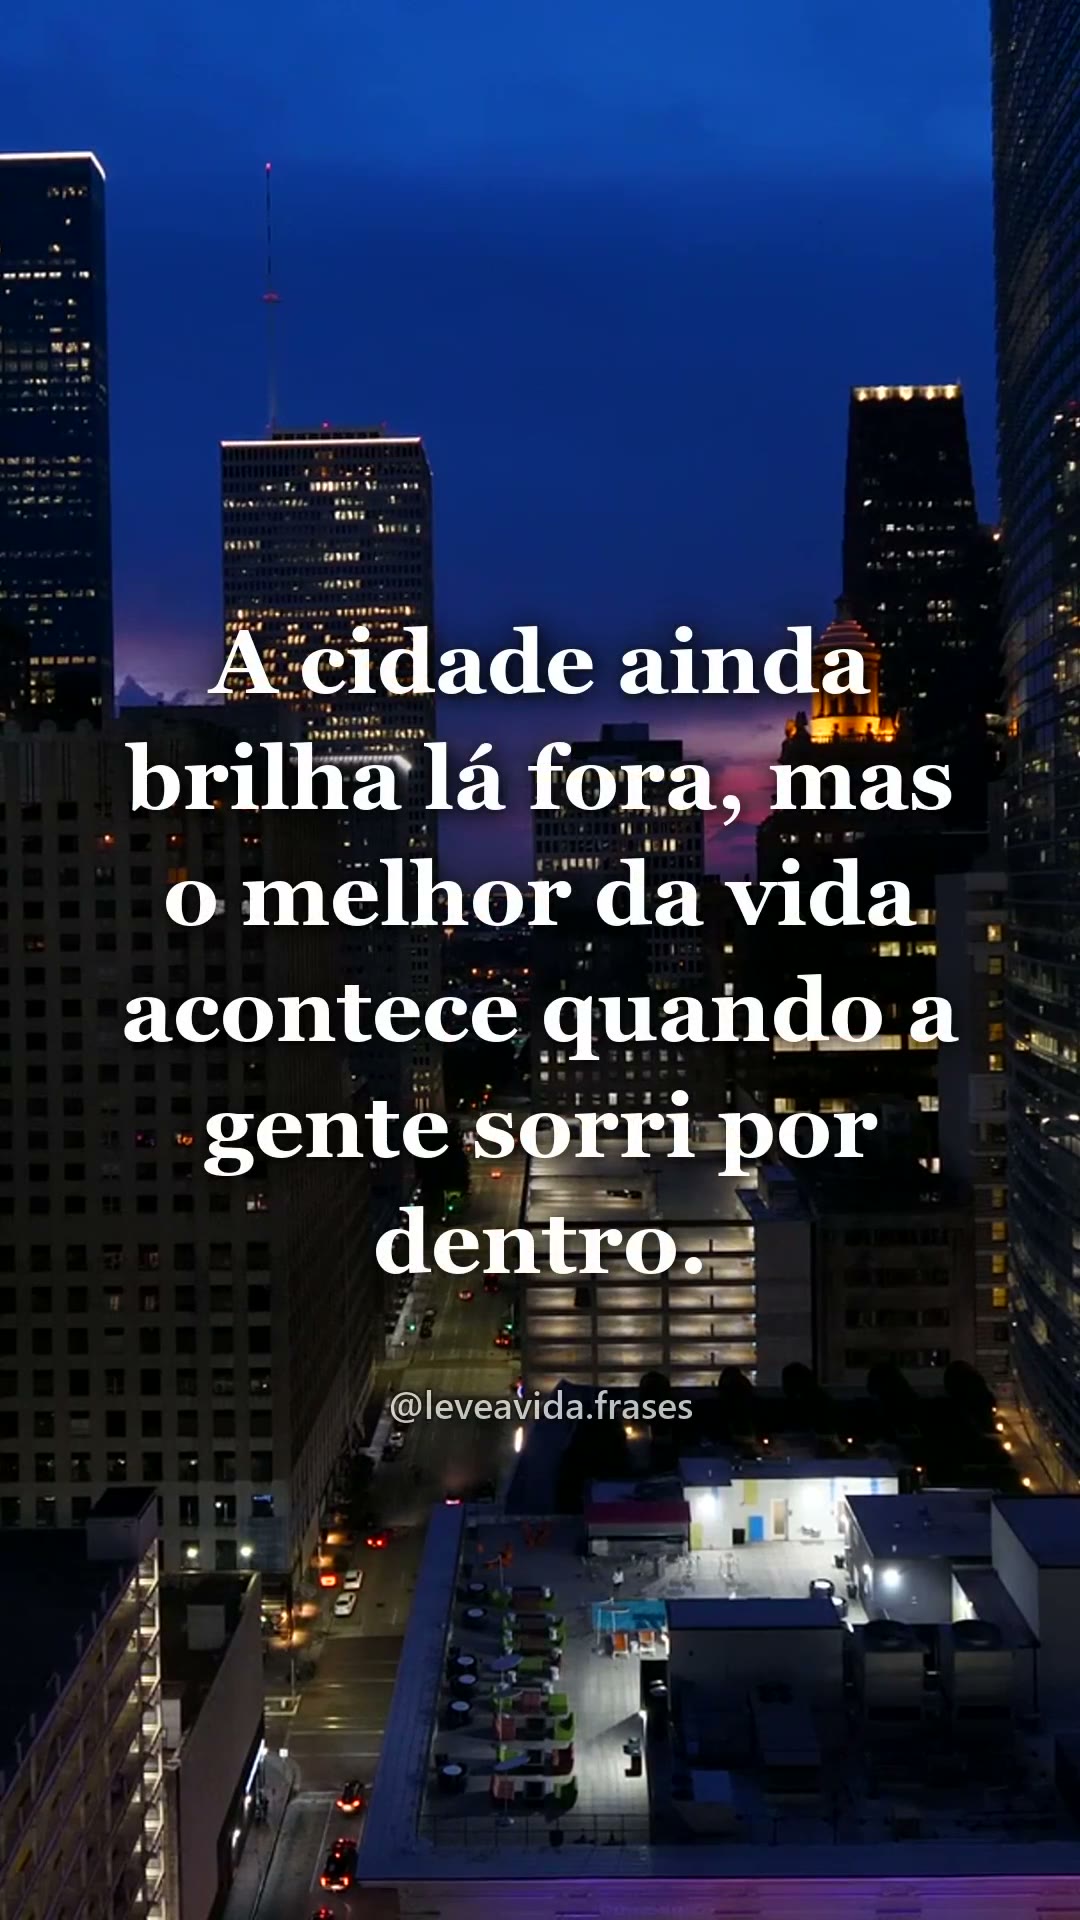 A cidade ainda
brilha lá fora, mas
o melhor da vida
acontece quando a
gente sorri por
dentro.
@leveavida.frases